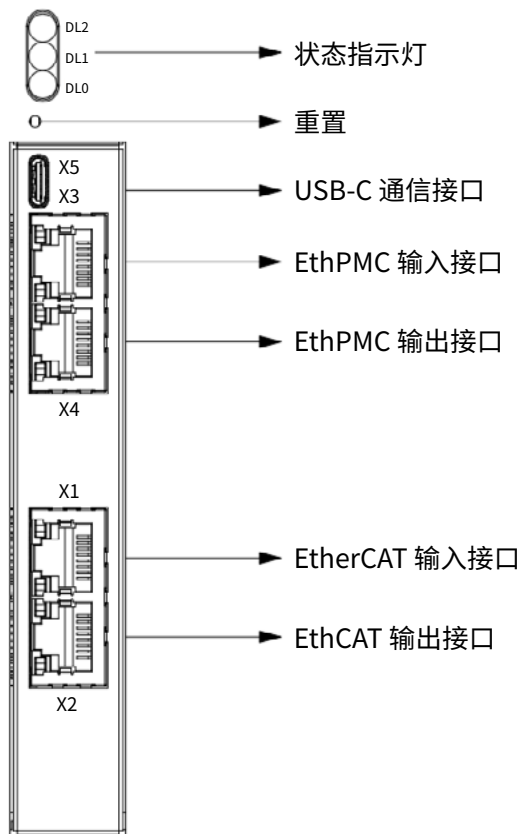 DL2
DL1
状态指示灯
DL0
重置
X5
X3
USB-C 通信接口
EthPMC 输入接口
EthPMC 输出接口
X4
X1
EtherCAT 输入接口
EthCAT 输出接口
X2